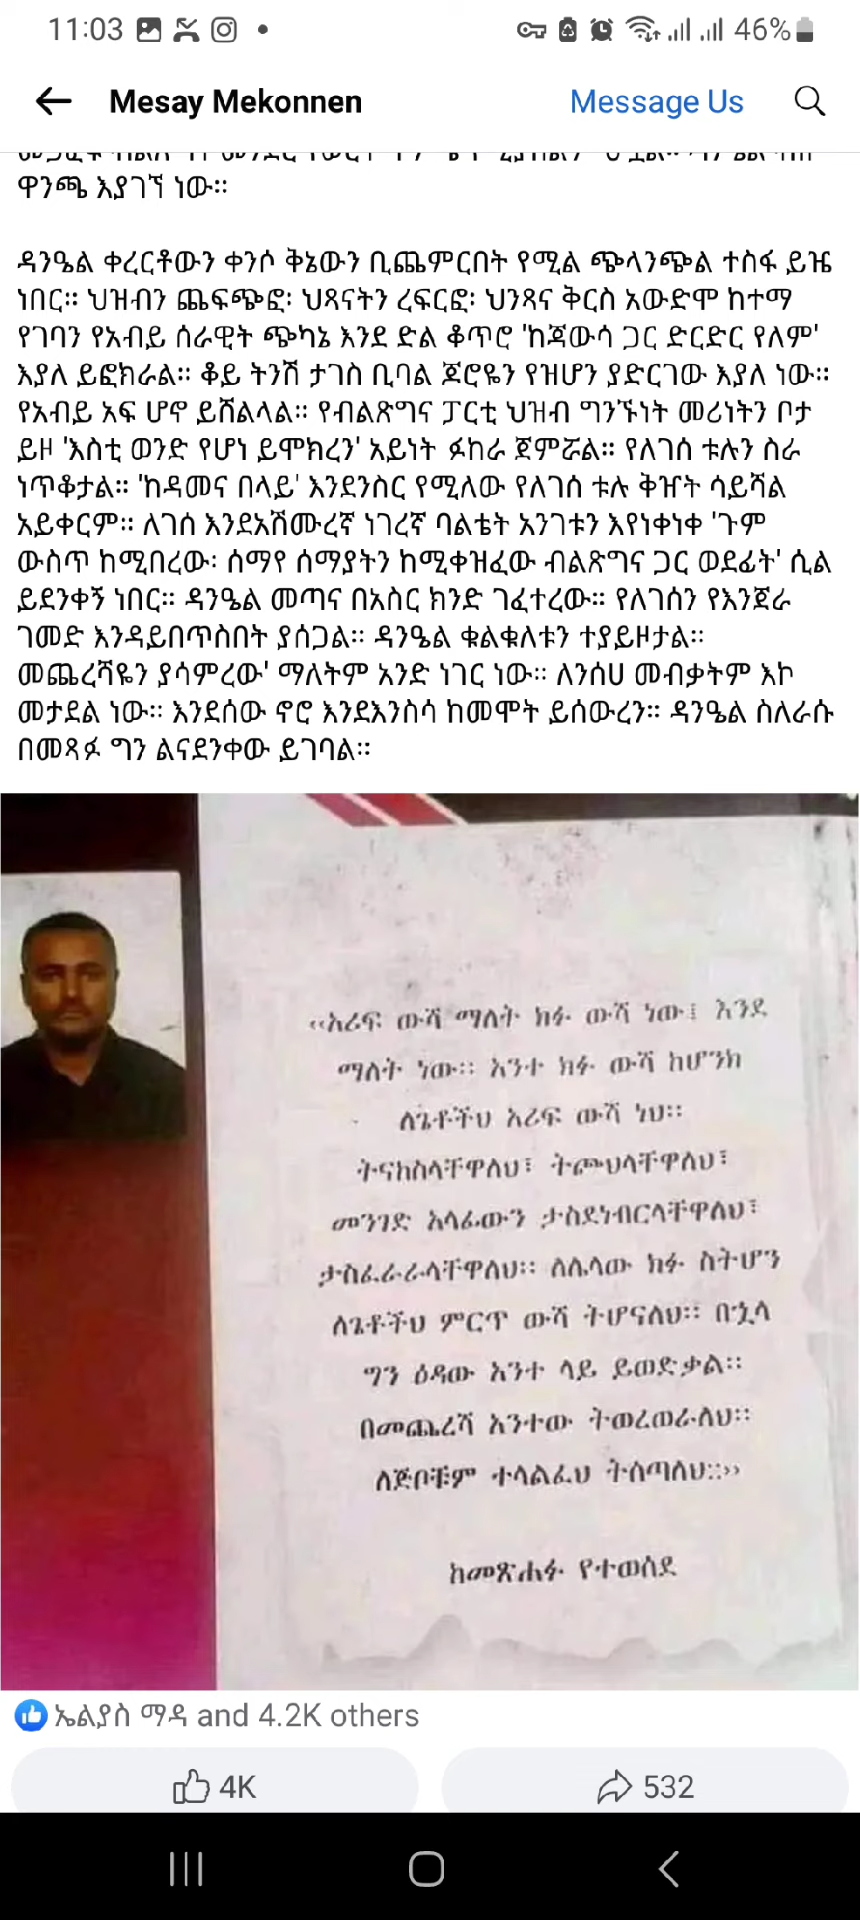 11:03 46%
Mesay Mekonnen Message Us
ዋንጫ እያገኘ ነው።
ዳንዔል ቀረርቶውን ቀንሶ ቅኔውን ቢጨምርበት የሚል ጭላንጭል ተስፋ ይዤ
ነበር። ህዝብን ጨፍጭፎ፡ ህጻናትን ረፍርፎ፡ ህንጻና ቅርስ አውድሞ ከተማ
የገባን የአብይ ሰራዊት ጭካኔ እንደ ድል ቆጥሮ 'ከጃውሳ ጋር ድርድር የለም'
እያለ ይፎክራል። ቆይ ትንሽ ታገስ ቢባል ጆሮዬን የዝሆን ያድርገው እያለ ነው።
የአብይ አፍ ሆኖ ይሸልላል። የብልጽግና ፓርቲ ህዝብ ግንኙነት መሪነትን ቦታ
ይዞ 'እስቲ ወንድ የሆነ ይሞክረን' አይነት ፉከራ ጀምሯል። የለገሰ ቱሉን ስራ
ነጥቆታል። 'ከዳመና በላይ' እንደንስር የሚለው የለገሰ ቱሉ ቅዠት ሳይሻል
አይቀርም። ለገሰ እንደአሽሙረኛ ነገረኛ ባልቴት አንገቱን እየነቀነቀ 'ጉም
ውስጥ ከሚበረው፡ ሰማየ ሰማያትን ከሚቀዝፈው ብልጽግና ጋር ወደፊት' ሲል
ይደንቀኝ ነበር። ዳንዔል መጣና በአስር ክንድ ገፈተረው። የለገሰን የእንጀራ
ገመድ እንዳይበጥስበት ያሰጋል። ዳንዔል ቁልቁለቱን ተያይዞታል።
መጨረሻዬን ያሳምረው' ማለትም አንድ ነገር ነው። ለንሰሀ መብቃትም እኮ
መታደል ነው። እንደሰው ኖሮ እንደእንስሳ ከመሞት ይሰውረን። ዳንዔል ስለራሱ
በመጻፉ ግን ልናደንቀው ይገባል።
‹‹አሪፍ ውሻ ማለት ክፉ ውሻ ነው፤ እንደ
ማለት ነው። አንተ ክፉ ውሻ ከሆንክ
ለጌቶችህ አሪፍ ውሻ ነህ።
ትናከስላቸዋለህ፣ ትጮህላቸዋለህ፣
መንገድ አላፊውን ታስደነብርላቸዋለህ፣
ታስፈራራላቸዋለህ። ለሌላው ክፉ ስትሆን
ለጌቶችህ ምርጥ ውሻ ትሆናለህ። በኋላ
ግን ዕዳው አንተ ላይ ይወድቃል።
በመጨረሻ አንተው ትወረወራለህ።
ለጅቦቹም ተላልፈህ ትሰጣለህ።››
ከመጽሐፉ የተወሰደ
ኤልያስ ማዳ and 4.2K others
4K 532